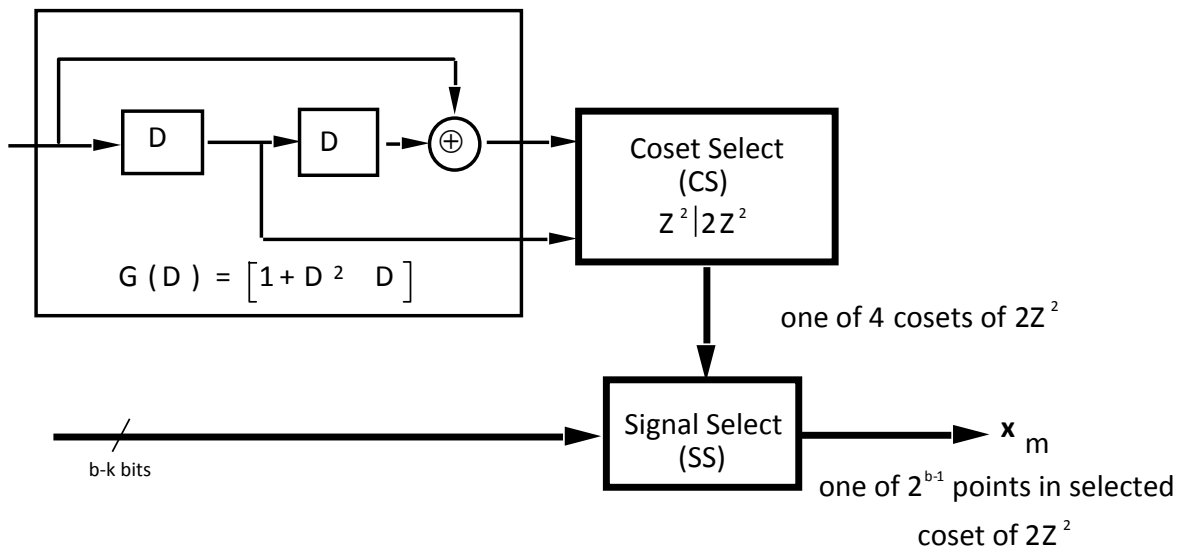 D
D
⊕
G ( D ) = [ 1 + D ² D ]
Coset Select
(CS)
Z ² | 2 Z ²
one of 4 cosets of 2Z ²
b-k bits
Signal Select
(SS)
x m
one of 2ᵇ⁻¹ points in selected
coset of 2Z ²